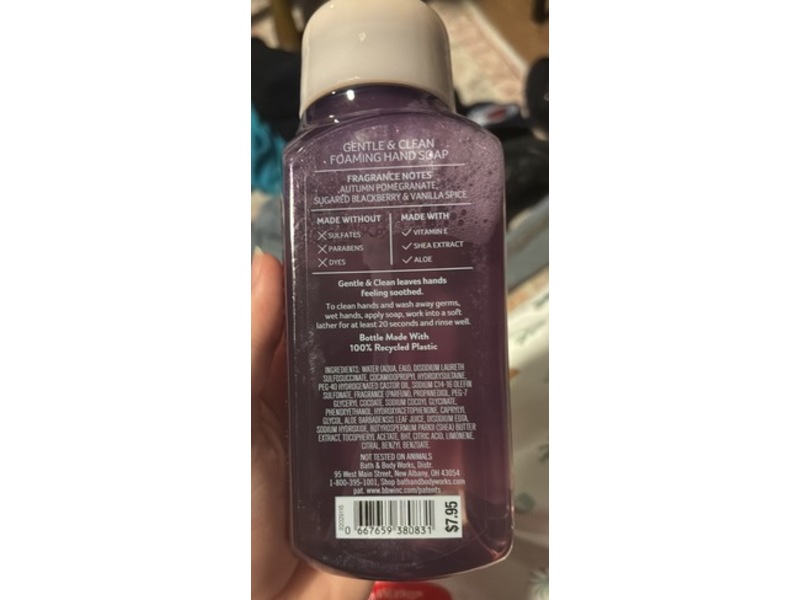 GENTLE & CLEAN
FOAMING HAND SOAP
FRAGRANCE NOTES
AUTUMN POMEGRANATE,
SUGARED BLACKBERRY & VANILLA SPICE
MADE WITHOUT
SULFATES
PARABENS
DYES
MADE WITH
VITAMIN E
SHEA EXTRACT
ALOE
Gentle & Clean leaves hands
feeling soothed.
To clean hands and wash away germs,
wet hands, apply soap, work into a soft
lather for at least 20 seconds and rinse well.
Bottle Made With
100% Recycled Plastic
INGREDIENTS: WATER (AQUA, EAU), DISODIUM LAURETH
SULFOSUCCINATE, COCAMIDOPROPYL HYDROXYSULTAINE,
PEG-40 HYDROGENATED CASTOR OIL, SODIUM C14-16 OLEFIN
SULFONATE, FRAGRANCE (PARFUM), PROPANEDIOL, PEG-7
GLYCERYL COCOATE, SODIUM COCOYL GLYCINATE,
PHENOXYETHANOL, HYDROXYACETOPHENONE, CAPRYLYL
GLYCOL, ALOE BARBADENSIS LEAF JUICE, DISODIUM EDTA,
SODIUM HYDROXIDE, BUTYROSPERMUM PARKII (SHEA) BUTTER
EXTRACT, TOCOPHERYL ACETATE, BHT, CITRIC ACID, LIMONENE,
CITRAL, BENZYL BENZOATE.
NOT TESTED ON ANIMALS
Bath & Body Works, Distr.
95 West Main Street, New Albany, OH 43054
1-800-395-1001, Shop bathandbodyworks.com
pat. www.bbwinc.com/patents
0 667659 380831
$7.95